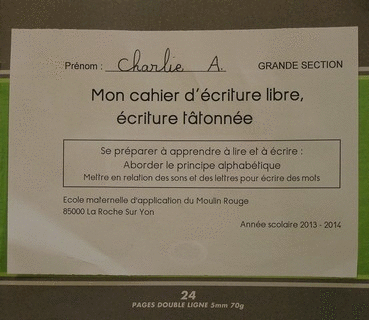 Prénom : Charlie A. GRANDE SECTION
Mon cahier d'écriture libre,
écriture tâtonnée
Se préparer à apprendre à lire et à écrire :
Aborder le principe alphabétique
Mettre en relation des sons et des lettres pour écrire des mots
Ecole maternelle d'application du Moulin Rouge
85000 La Roche Sur Yon
Année scolaire 2013 - 2014
24
PAGES DOUBLE LIGNE 5mm 70g